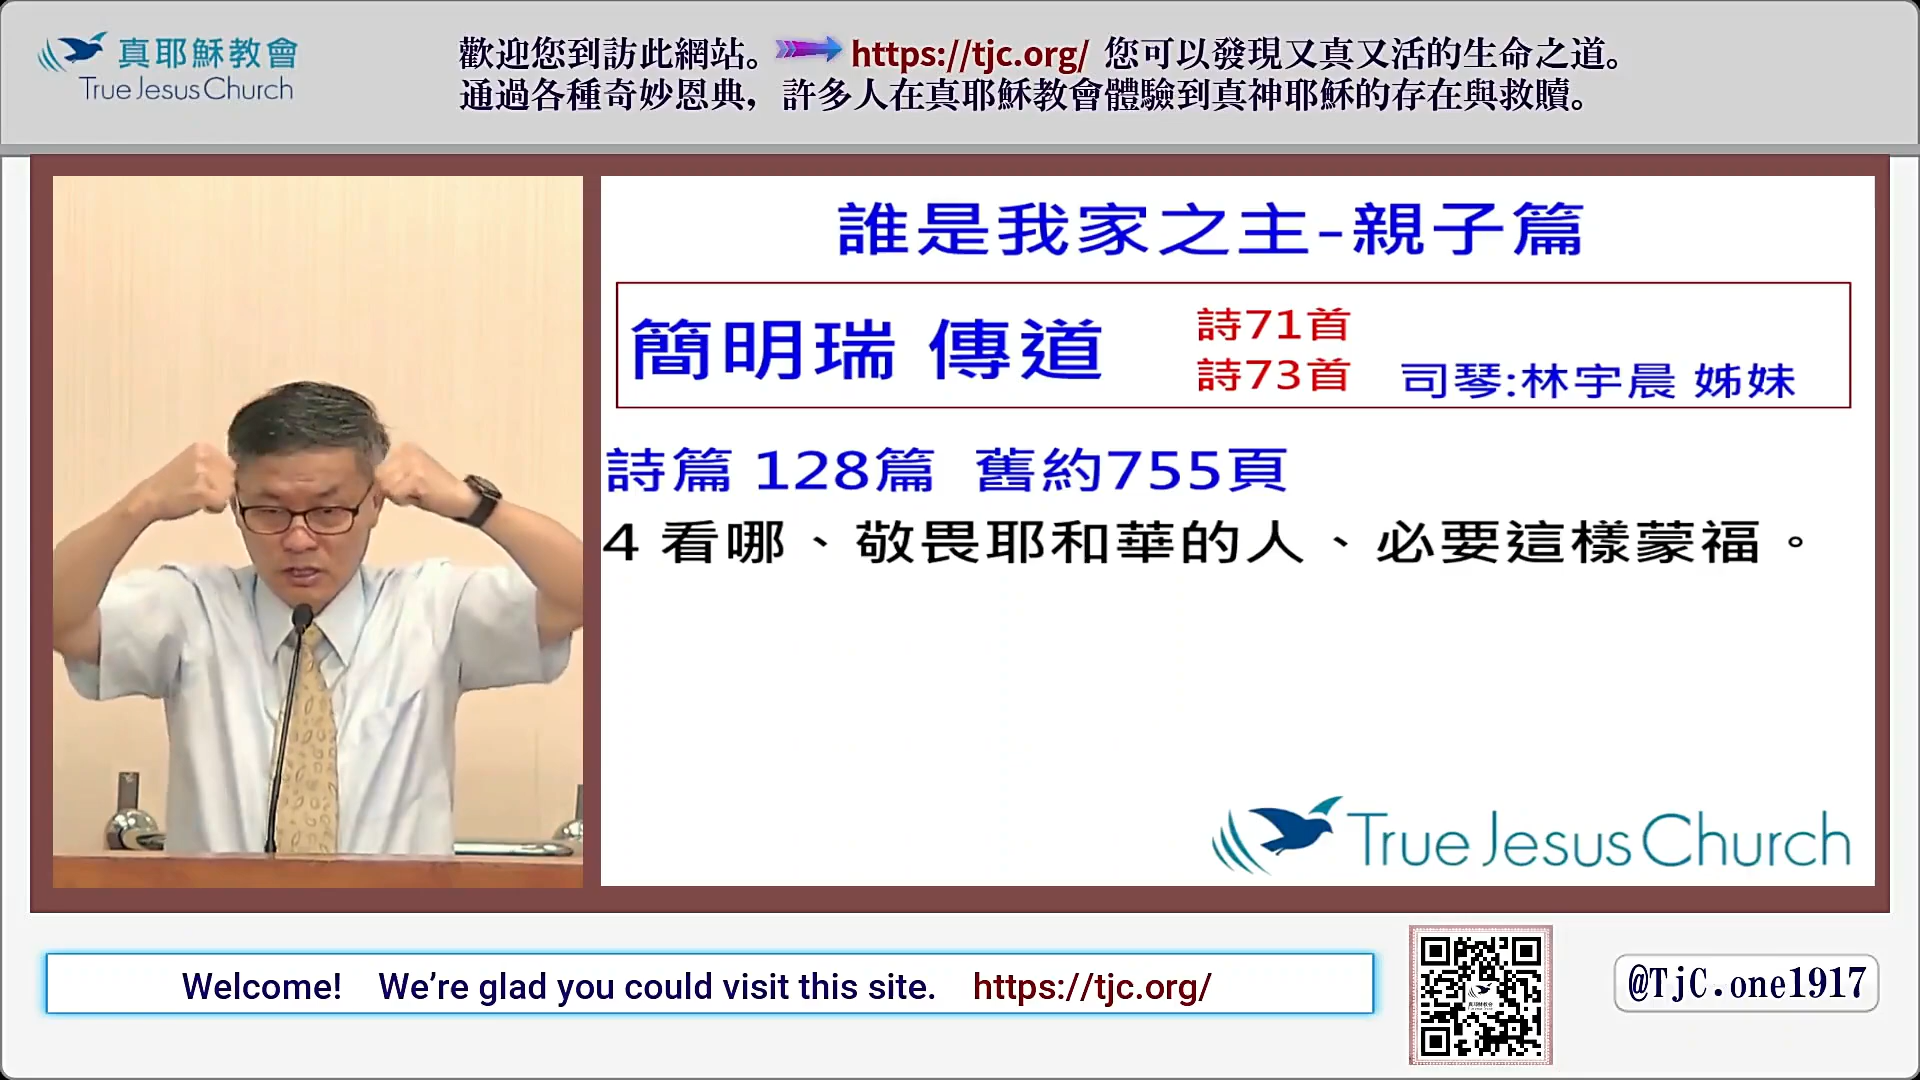 真耶穌教會
True Jesus Church
歡迎您到訪此網站。 https://tjc.org/ 您可以發現又真又活的生命之道。
通過各種奇妙恩典，許多人在真耶穌教會體驗到真神耶穌的存在與救贖。
誰是我家之主-親子篇
簡明瑞 傳道
詩71首
詩73首
司琴:林宇晨 姊妹
詩篇 128篇 舊約755頁
4 看哪、敬畏耶和華的人、必要這樣蒙福。
True Jesus Church
Welcome! We’re glad you could visit this site. https://tjc.org/
@TjC.one1917